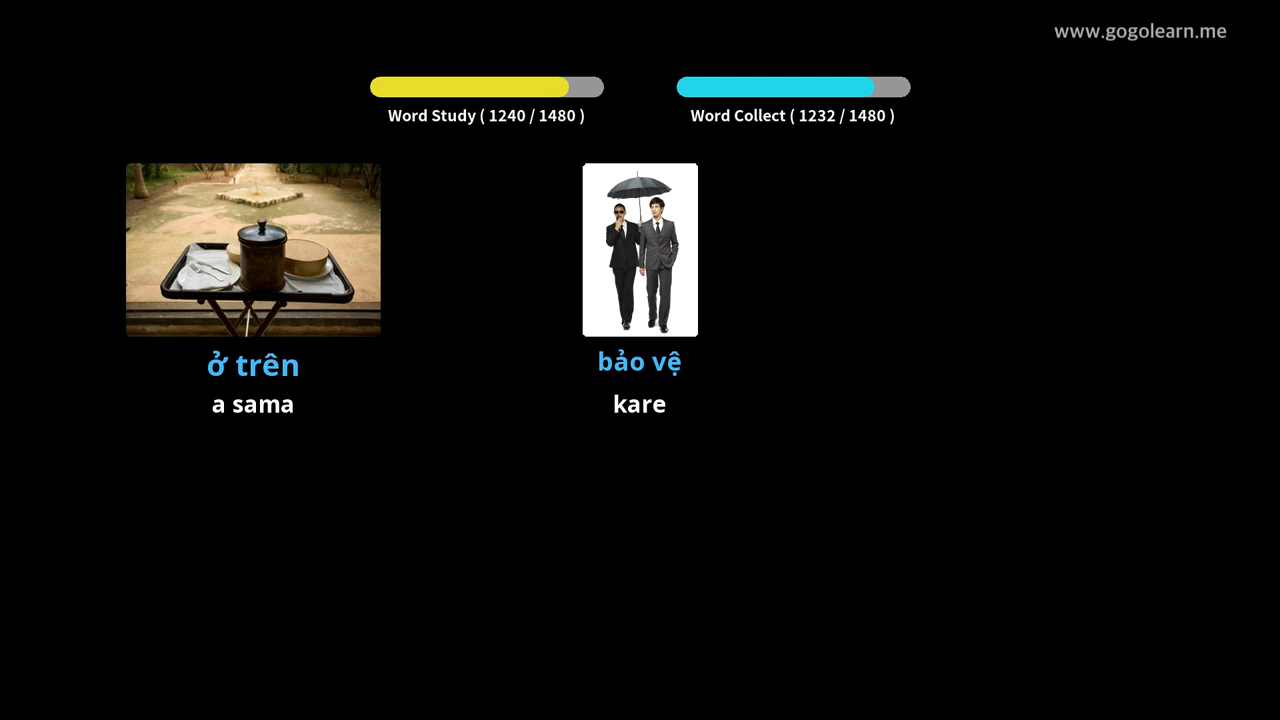 www.gogolearn.me
Word Study ( 1240 / 1480 )
Word Collect ( 1232 / 1480 )
ở trên
a sama
bảo vệ
kare